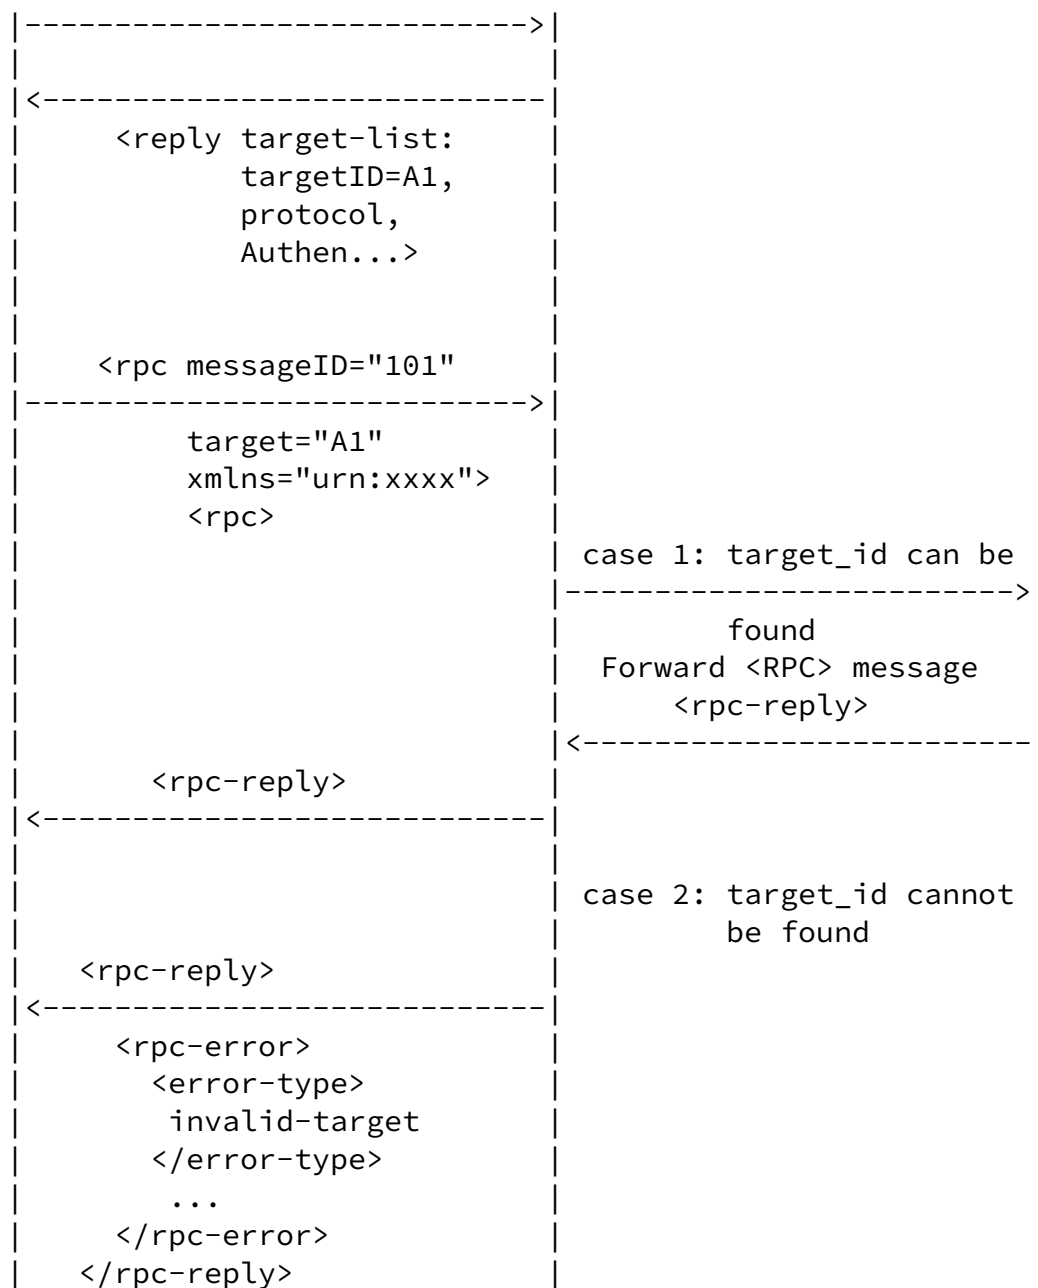 |---------------------------->|
|                             |
|<----------------------------|
|     <reply target-list:     |
|            targetID=A1,     |
|            protocol,        |
|            Authen...>       |
|                             |
|                             |
|    <rpc messageID="101"     |
|---------------------------->|
|         target="A1"         |
|         xmlns="urn:xxxx">   |
|         <rpc>               |
|                             | case 1: target_id can be
|                             |------------------------->
|                             |         found
|                             |  Forward <RPC> message
|                             |      <rpc-reply>
|                             |<-------------------------
|       <rpc-reply>           |
|<----------------------------|
|                             |
|                             | case 2: target_id cannot
|                             |         be found
|   <rpc-reply>               |
|<----------------------------|
|     <rpc-error>             |
|       <error-type>          |
|        invalid-target       |
|       </error-type>         |
|        ...                  |
|     </rpc-error>            |
|   </rpc-reply>              |